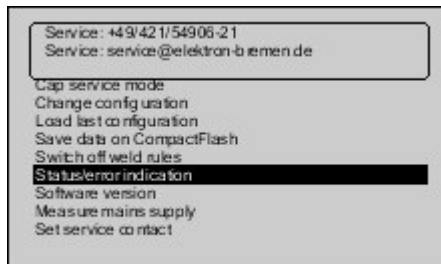 Service: +49/421/54906-21
Service: service@elektron-bremen.de
Cap service mode
Change configuration
Load last configuration
Save data on CompactFlash
Switch off weld rules
Status/error indication
Software version
Measure mains supply
Set service contact